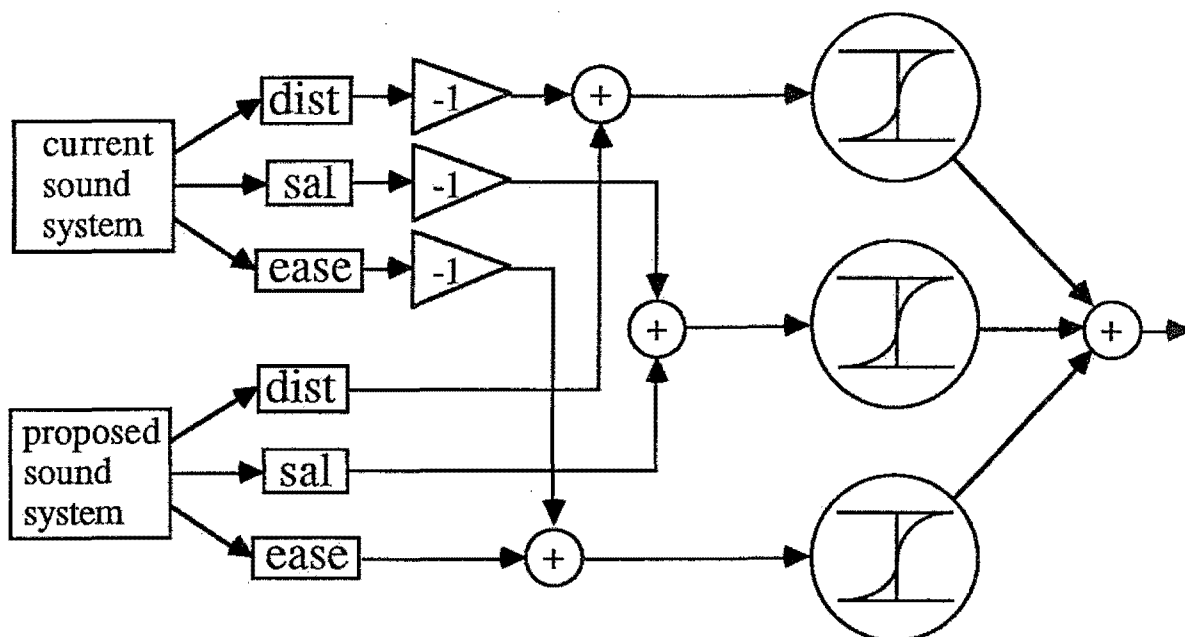 current
sound
system
dist
-1
+
sal
-1
ease
-1
+
+
proposed
sound
system
dist
sal
ease
+